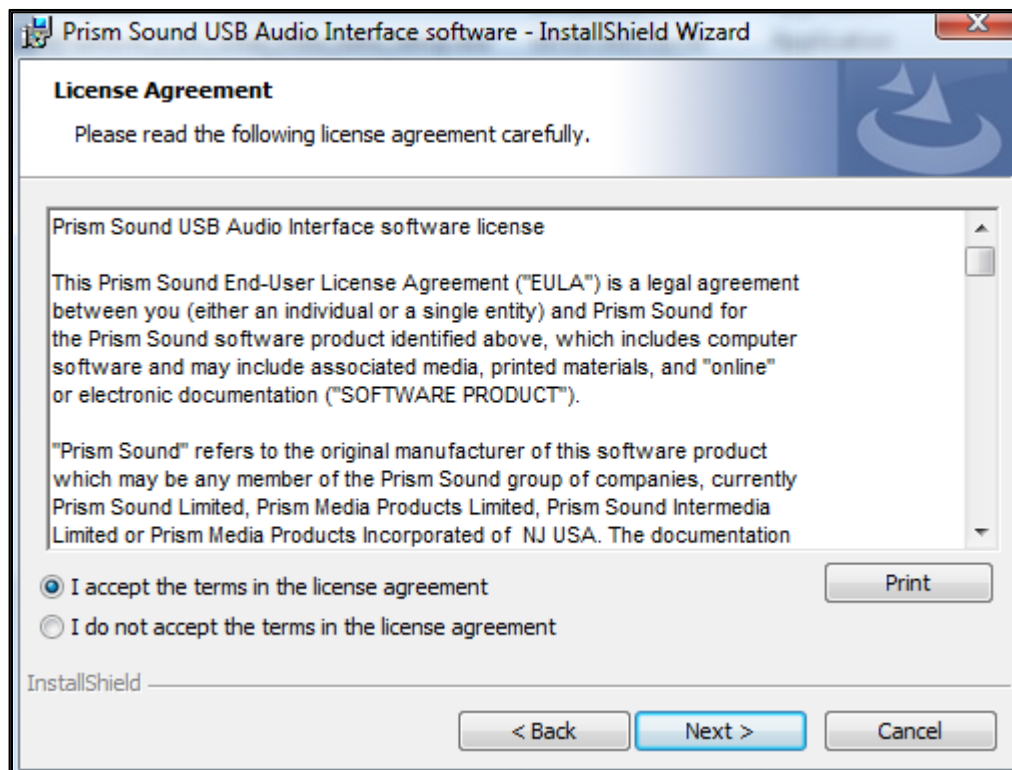 Prism Sound USB Audio Interface software - InstallShield Wizard
License Agreement
Please read the following license agreement carefully.
Prism Sound USB Audio Interface software license
This Prism Sound End-User License Agreement ("EULA") is a legal agreement
between you (either an individual or a single entity) and Prism Sound for
the Prism Sound software product identified above, which includes computer
software and may include associated media, printed materials, and "online"
or electronic documentation ("SOFTWARE PRODUCT").
"Prism Sound" refers to the original manufacturer of this software product
which may be any member of the Prism Sound group of companies, currently
Prism Sound Limited, Prism Media Products Limited, Prism Sound Intermedia
Limited or Prism Media Products Incorporated of  NJ USA. The documentation
I accept the terms in the license agreement
Print
I do not accept the terms in the license agreement
InstallShield
< Back
Next >
Cancel